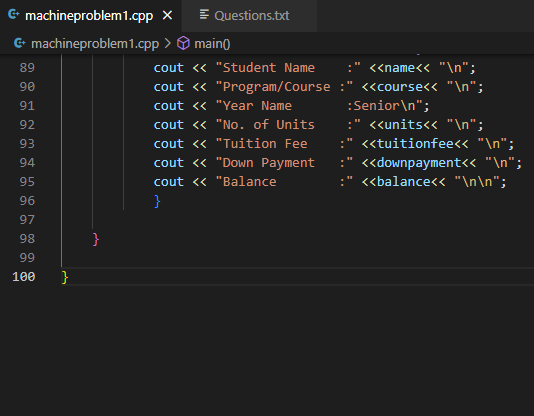 machineproblem1.cpp Questions.txt
machineproblem1.cpp > main()
89 cout << "Student Name    :" <<name<< "\n";
90 cout << "Program/Course :" <<course<< "\n";
91 cout << "Year Name       :Senior\n";
92 cout << "No. of Units    :" <<units<< "\n";
93 cout << "Tuition Fee    :" <<tuitionfee<< "\n";
94 cout << "Down Payment   :" <<downpayment<< "\n";
95 cout << "Balance        :" <<balance<< "\n\n";
96 }
97
98 }
99
100 }